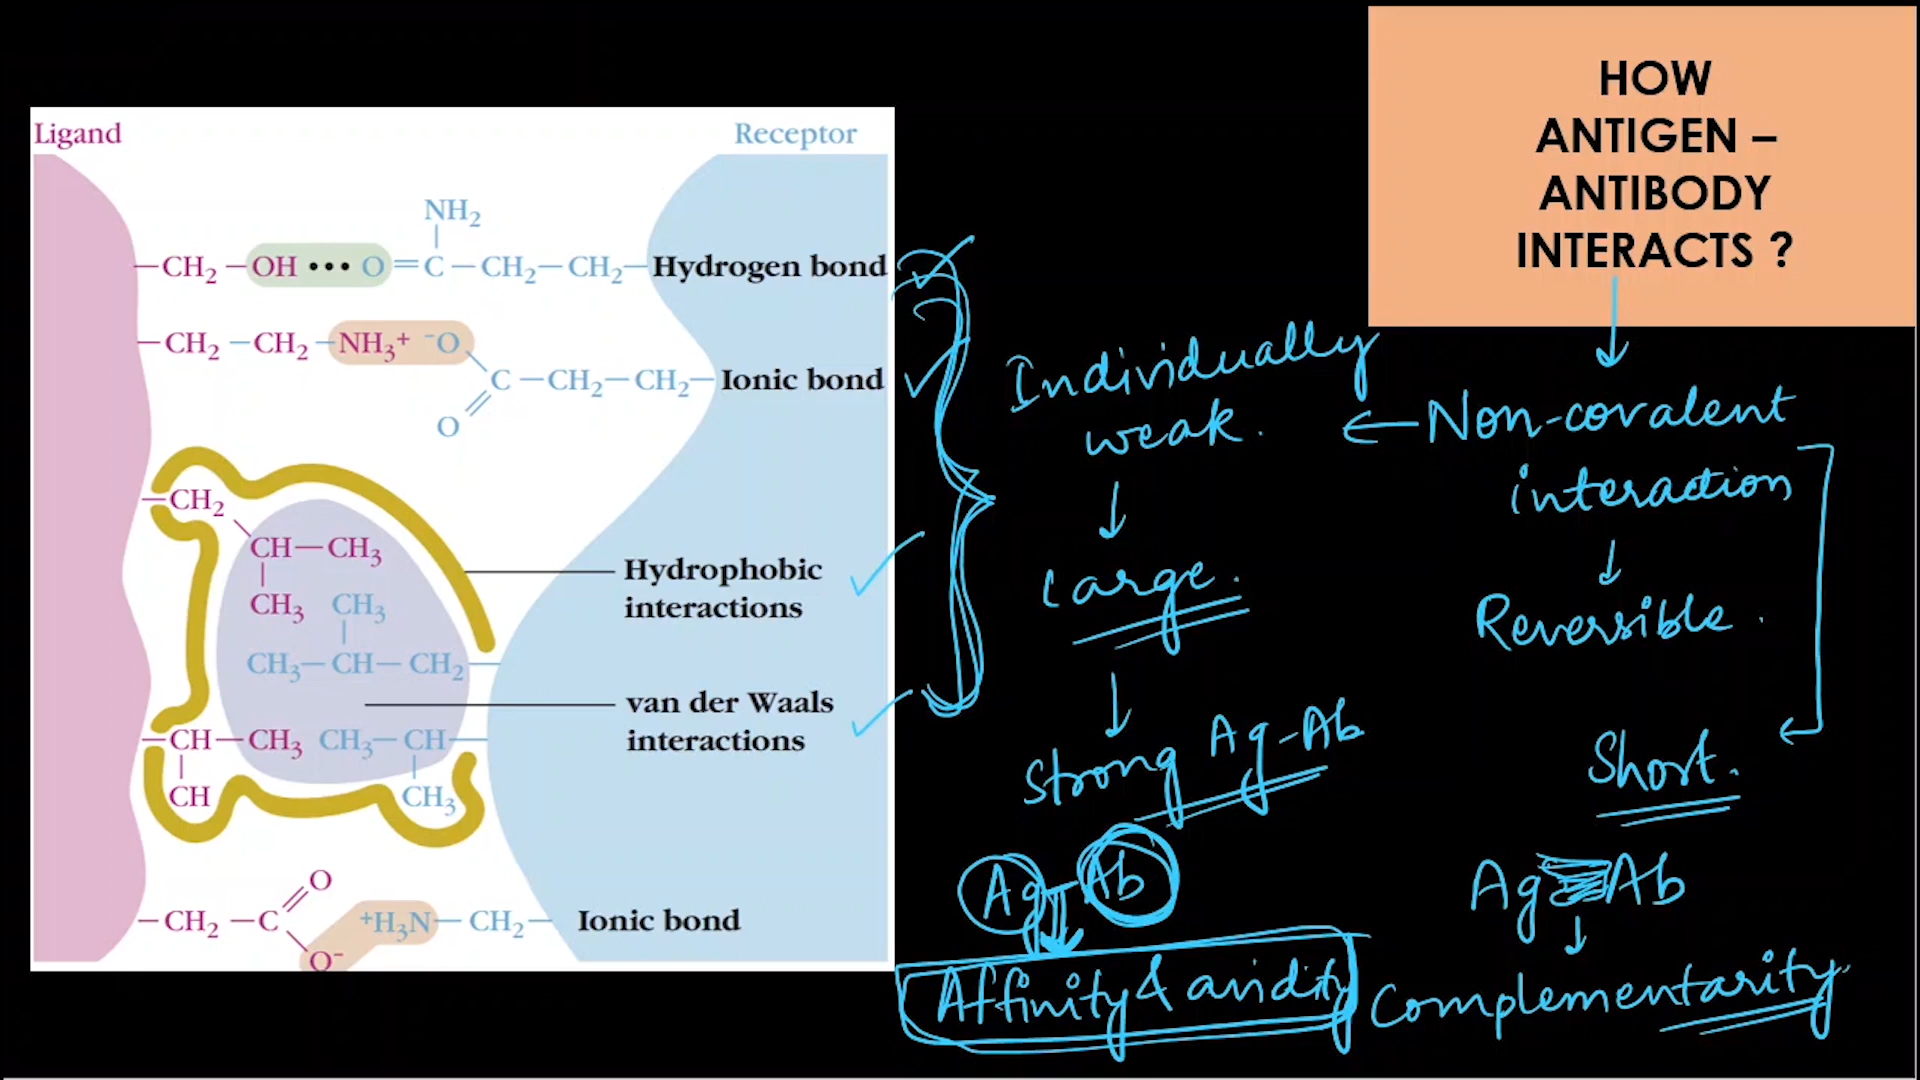 HOW
ANTIGEN –
ANTIBODY
INTERACTS ?
Ligand
Receptor
NH2
CH2 OH ••• O=C—CH2—CH2 Hydrogen bond
CH2—CH2—NH3+ −O
C—CH2—CH2 Ionic bond
O
CH2
CH—CH3
CH3 CH3
Hydrophobic
interactions
CH3—CH—CH2
van der Waals
interactions
CH—CH3 CH3—CH
CH CH3
O
CH2—C +H3N—CH2 Ionic bond
O−
Individually
weak.
Large.
Strong Ag-Ab
Ag Ab
Affinity & avidity
Non-covalent
interaction
Reversible.
Short.
Ag Ab
Complementarity.